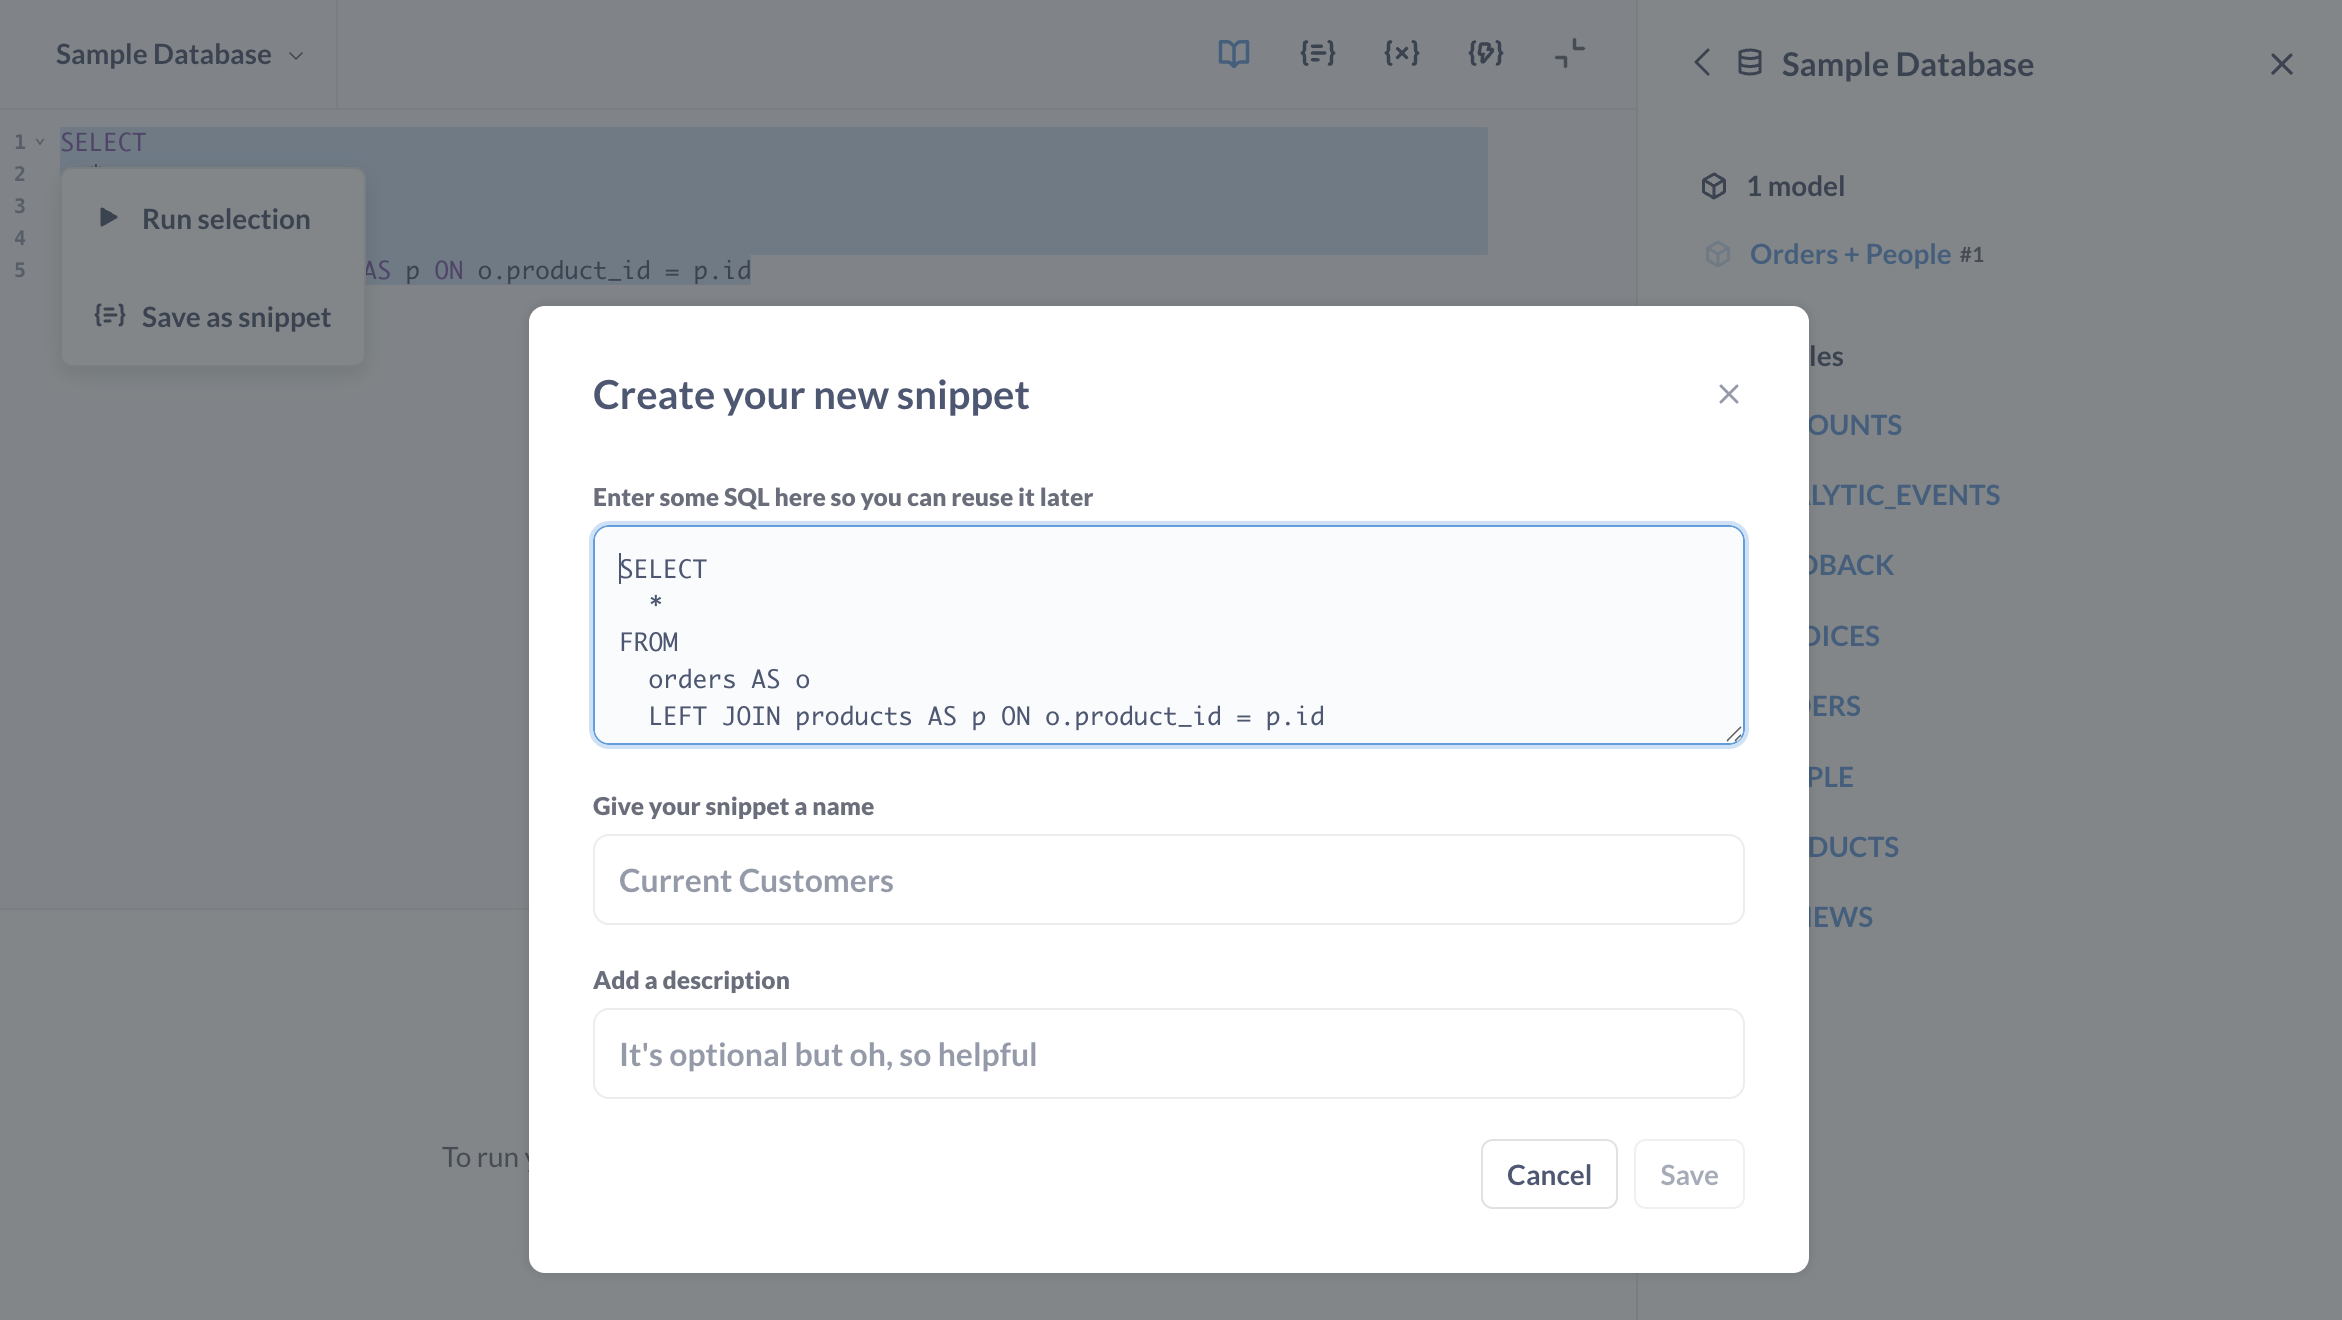 Sample Database
Sample Database
1 SELECT
2
3
4
5 AS p ON o.product_id = p.id
Run selection
Save as snippet
1 model
Orders + People #1
Create your new snippet
Enter some SQL here so you can reuse it later
SELECT
*
FROM
orders AS o
LEFT JOIN products AS p ON o.product_id = p.id
Give your snippet a name
Current Customers
Add a description
It's optional but oh, so helpful
Cancel
Save
To run
les
OUNTS
LYTIC_EVENTS
DBACK
OICES
ERS
PLE
DUCTS
IEWS